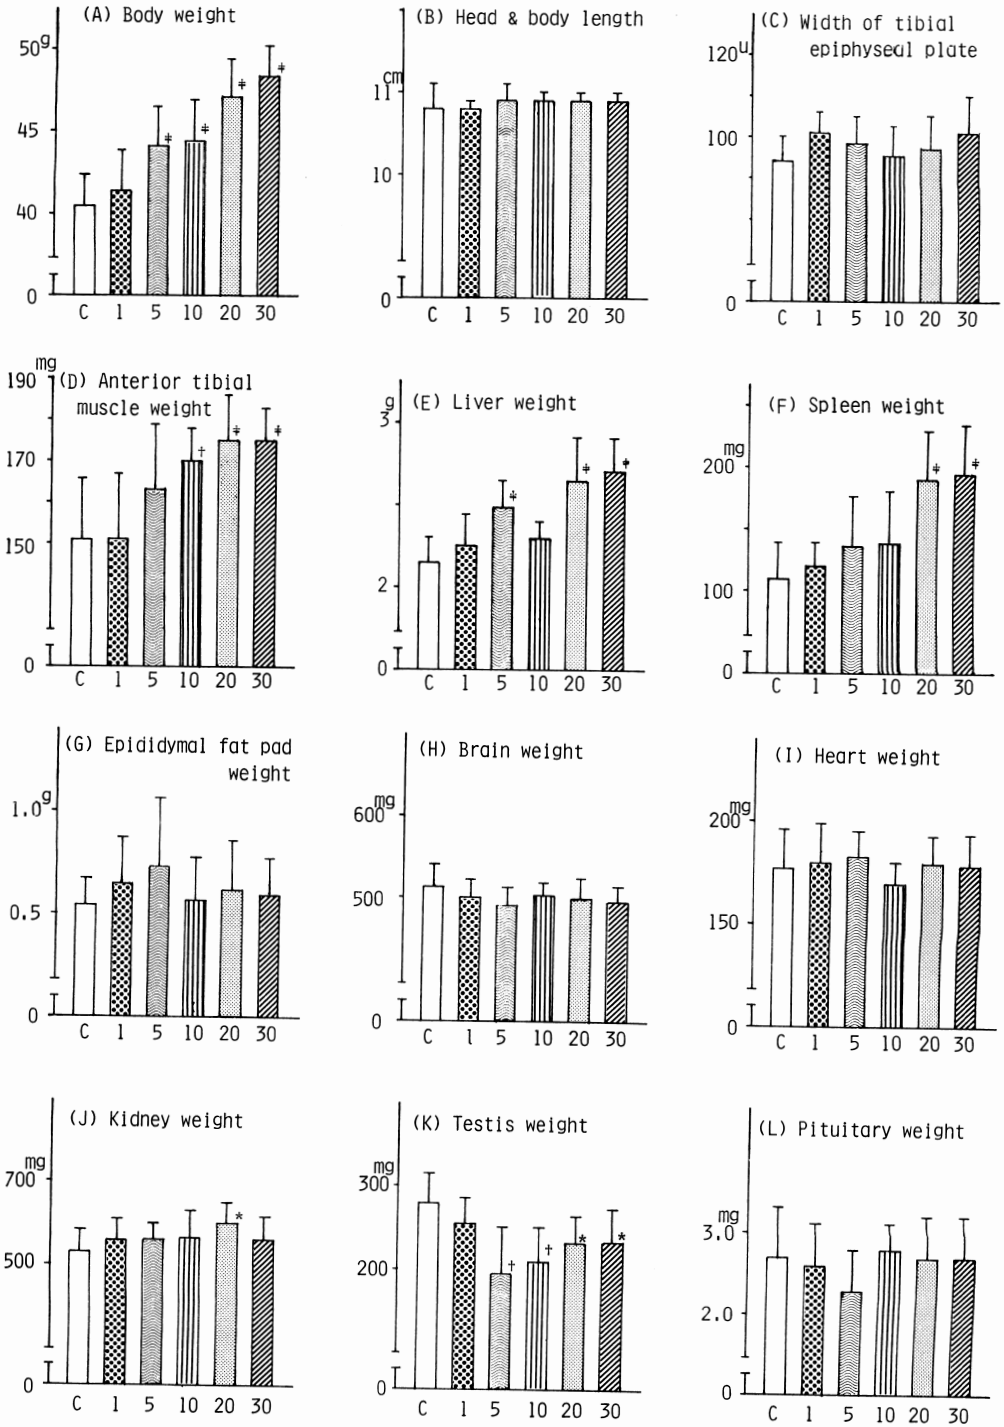 (A) Body weight
50g
45
40
0
C 1 5 10 20 30
(B) Head & body length
cm
11
10
0
C 1 5 10 20 30
(C) Width of tibial
epiphyseal plate
120u
100
0
C 1 5 10 20 30
mg
190
(D) Anterior tibial
muscle weight
170
150
0
C 1 5 10 20 30
†
(E) Liver weight
g
3
2
0
C 1 5 10 20 30
(F) Spleen weight
mg
200
100
0
C 1 5 10 20 30
(G) Epididymal fat pad
weight
1.0g
0.5
0
C 1 5 10 20 30
(H) Brain weight
mg
600
500
0
C 1 5 10 20 30
(I) Heart weight
mg
200
150
0
C 1 5 10 20 30
(J) Kidney weight
mg
700
500
0
*
C 1 5 10 20 30
(K) Testis weight
mg
300
200
0
† † * *
C 1 5 10 20 30
(L) Pituitary weight
mg
3.0
2.0
0
C 1 5 10 20 30